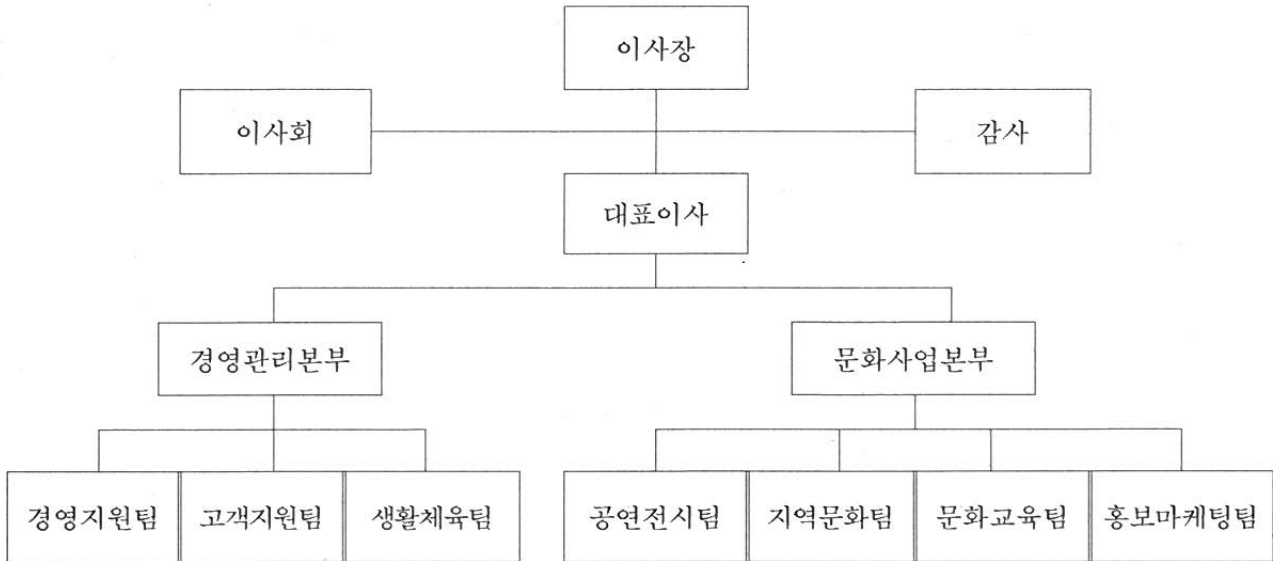 이사장
이사회
감사
대표이사
경영관리본부
문화사업본부
경영지원팀
고객지원팀
생활체육팀
공연전시팀
지역문화팀
문화교육팀
홍보마케팅팀